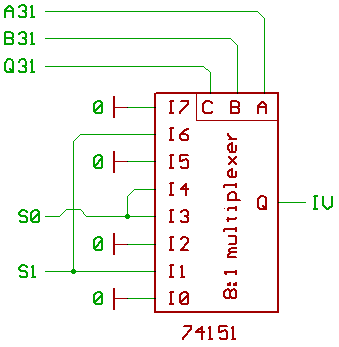 A31
B31
Q31
0 I7 C B A
I6
0 I5
I4
S0 I3 Q IV
0 I2
S1 I1
0 I0
8:1 multiplexer
74151